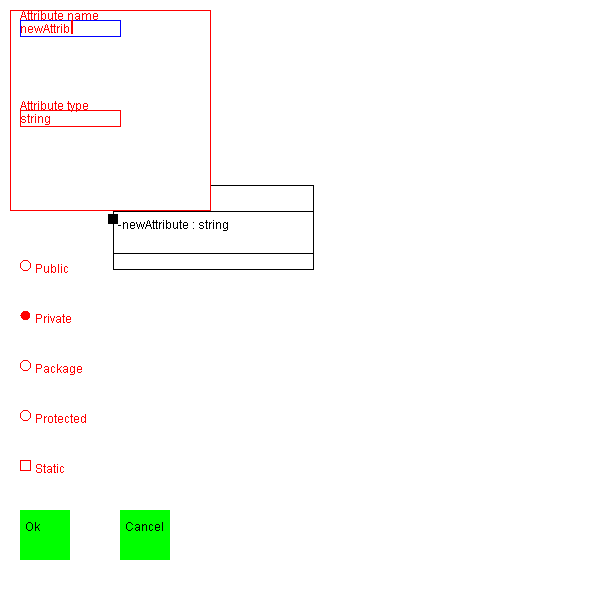 Attribute name
newAttrib
Attribute type
string
-newAttribute : string
Public
Private
Package
Protected
Static
Ok
Cancel